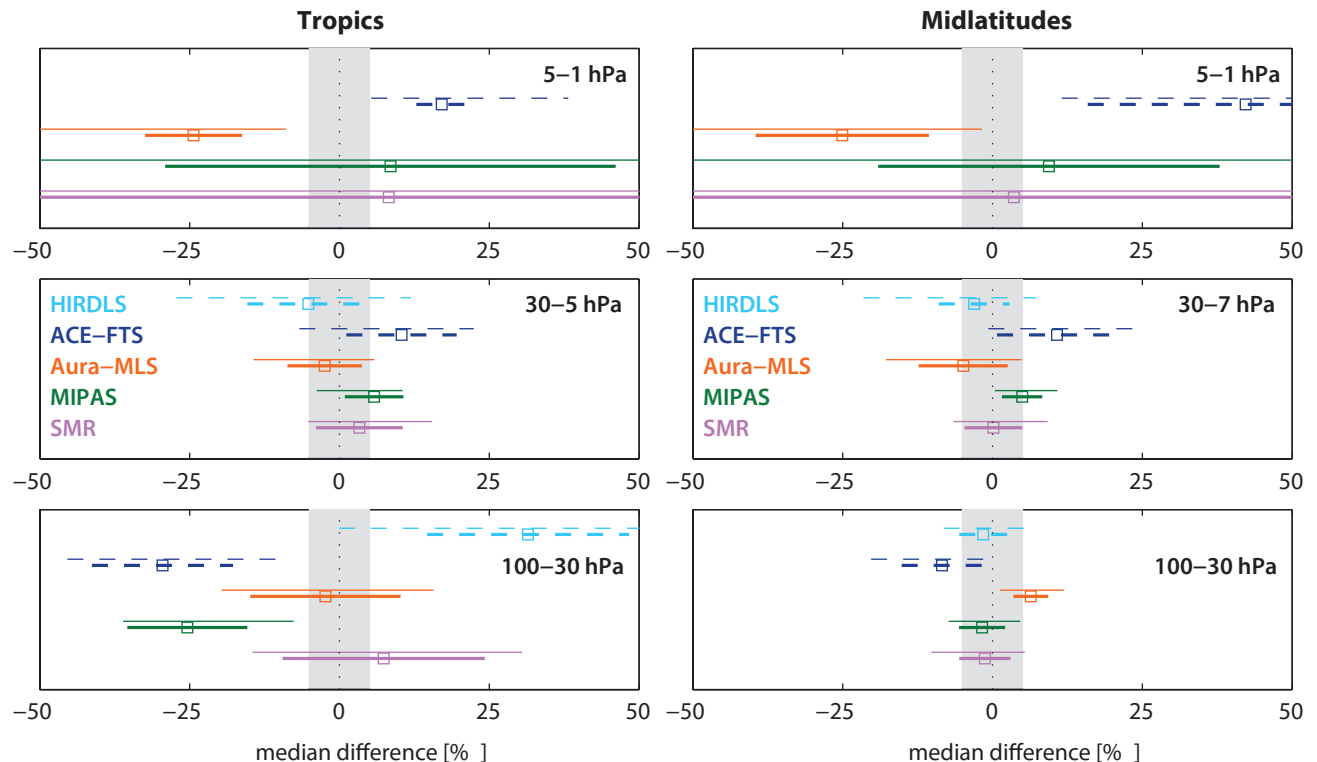 Tropics Midlatitudes
5−1 hPa 5−1 hPa
−50 −25 0 25 50 −50 −25 0 25 50
HIRDLS 30−5 hPa 30−7 hPa
ACE−FTS ACE−FTS
Aura−MLS Aura−MLS
MIPAS MIPAS
SMR SMR
−50 −25 0 25 50 −50 −25 0 25 50
100−30 hPa 100−30 hPa
−50 −25 0 25 50 −50 −25 0 25 50
median difference [% ] median difference [% ]